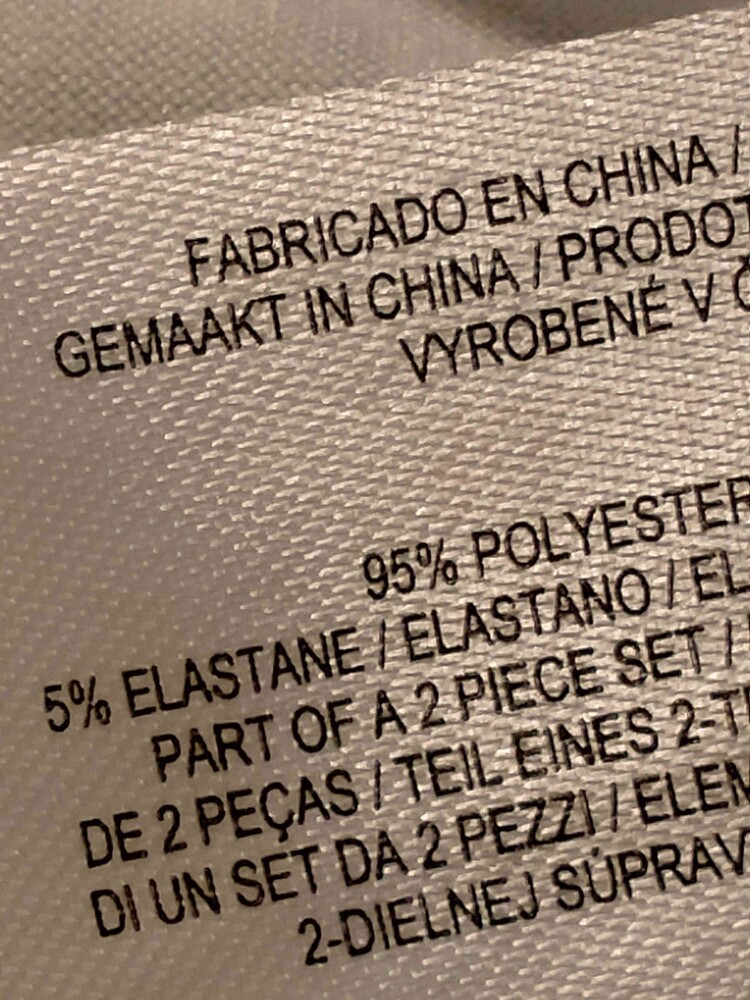 FABRICADO EN CHINA /
GEMAAKT IN CHINA / PRODOT
VYROBENÉ V Č
95% POLYESTER
5% ELASTANE / ELASTANO / EL
PART OF A 2 PIECE SET /
DE 2 PEÇAS / TEIL EINES 2-T
DI UN SET DA 2 PEZZI / ELEM
2-DIELNEJ SÚPRAV